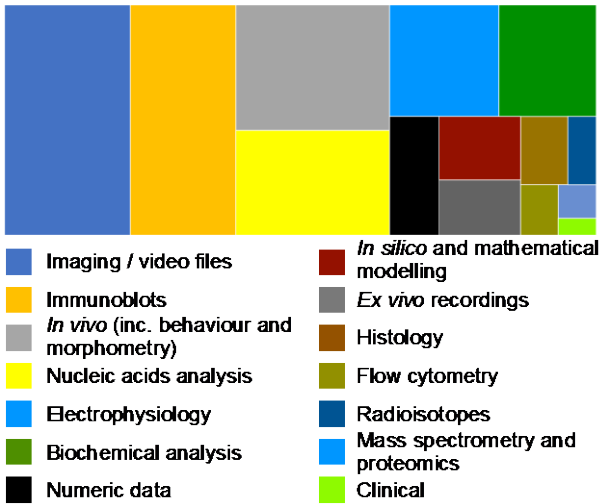 Imaging / video files
Immunoblots
In vivo (inc. behaviour and
morphometry)
Nucleic acids analysis
Electrophysiology
Biochemical analysis
Numeric data
In silico and mathematical
modelling
Ex vivo recordings
Histology
Flow cytometry
Radioisotopes
Mass spectrometry and
proteomics
Clinical